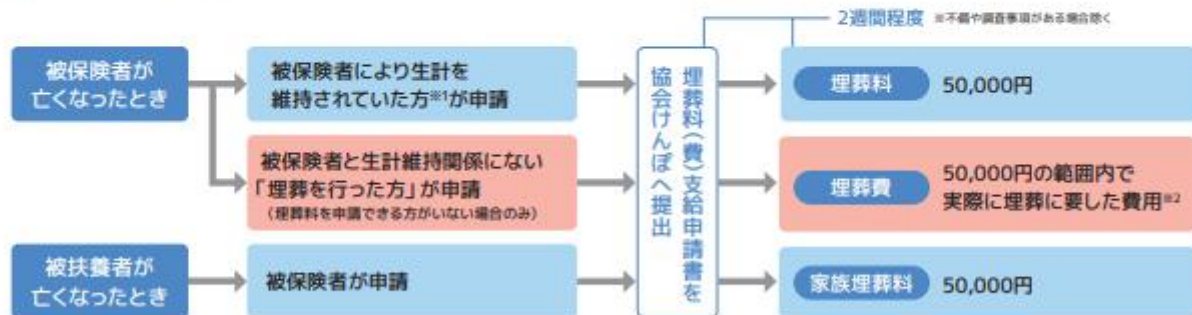 2週間程度 ※不備や調査事項がある場合除く
被保険者が
亡くなったとき
被保険者により生計を
維持されていた方※1が申請
被保険者と生計維持関係にない
「埋葬を行った方」が申請
(埋葬料を申請できる方がいない場合のみ)
被扶養者が
亡くなったとき
被保険者が申請
埋葬料(費)支給申請書を
協会けんぽへ提出
埋葬料 50,000円
埋葬費 50,000円の範囲内で
実際に埋葬に要した費用※2
家族埋葬料 50,000円